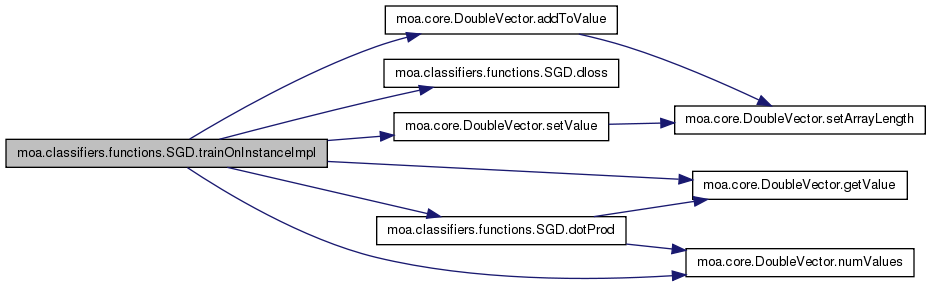 moa.core.DoubleVector.addToValue
moa.classifiers.functions.SGD.dloss
moa.core.DoubleVector.setArrayLength
moa.core.DoubleVector.setValue
moa.classifiers.functions.SGD.trainOnInstanceImpl
moa.core.DoubleVector.getValue
moa.classifiers.functions.SGD.dotProd
moa.core.DoubleVector.numValues